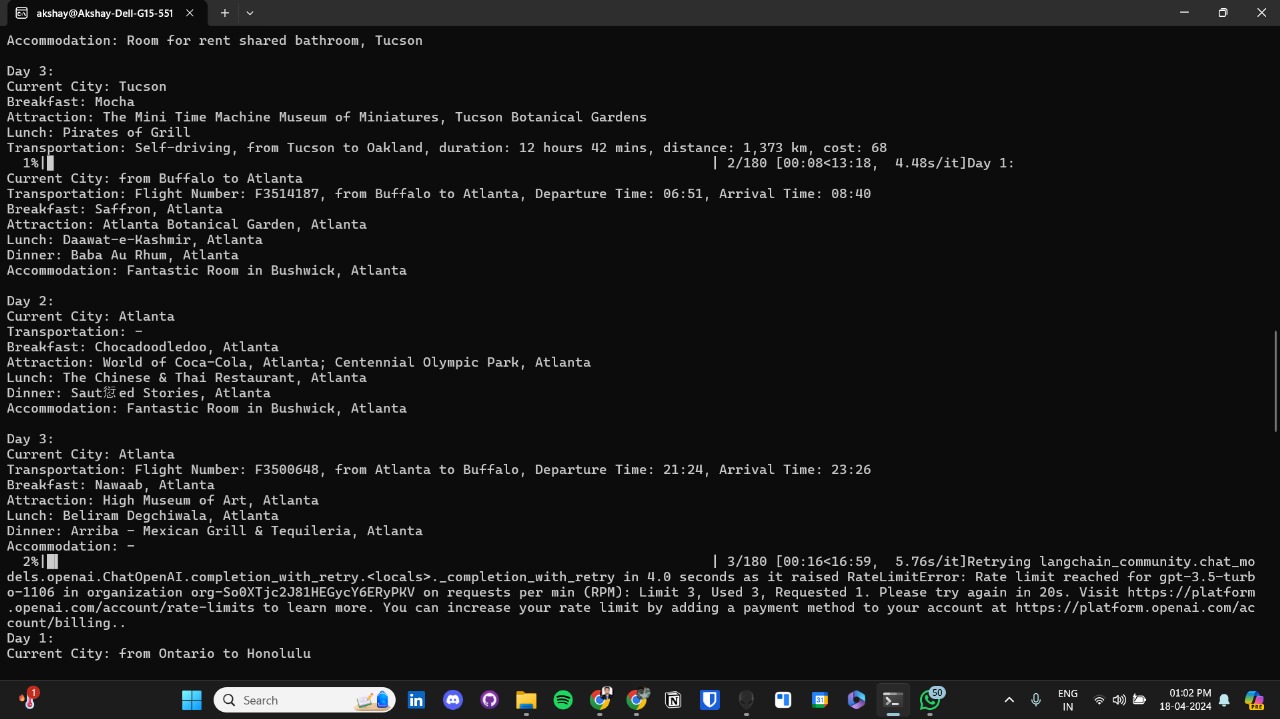 akshay@Akshay-Dell-G15-551
Accommodation: Room for rent shared bathroom, Tucson
Day 3:
Current City: Tucson
Breakfast: Mocha
Attraction: The Mini Time Machine Museum of Miniatures, Tucson Botanical Gardens
Lunch: Pirates of Grill
Transportation: Self-driving, from Tucson to Oakland, duration: 12 hours 42 mins, distance: 1,373 km, cost: 68
1%| | 2/180 [00:08<13:18, 4.48s/it]Day 1:
Current City: from Buffalo to Atlanta
Transportation: Flight Number: F3514187, from Buffalo to Atlanta, Departure Time: 06:51, Arrival Time: 08:40
Breakfast: Saffron, Atlanta
Attraction: Atlanta Botanical Garden, Atlanta
Lunch: Daawat-e-Kashmir, Atlanta
Dinner: Baba Au Rhum, Atlanta
Accommodation: Fantastic Room in Bushwick, Atlanta
Day 2:
Current City: Atlanta
Transportation: -
Breakfast: Chocadoodledoo, Atlanta
Attraction: World of Coca-Cola, Atlanta; Centennial Olympic Park, Atlanta
Lunch: The Chinese & Thai Restaurant, Atlanta
Dinner: Saut ed Stories, Atlanta
Accommodation: Fantastic Room in Bushwick, Atlanta
Day 3:
Current City: Atlanta
Transportation: Flight Number: F3500648, from Atlanta to Buffalo, Departure Time: 21:24, Arrival Time: 23:26
Breakfast: Nawaab, Atlanta
Attraction: High Museum of Art, Atlanta
Lunch: Beliram Degchiwala, Atlanta
Dinner: Arriba - Mexican Grill & Tequileria, Atlanta
Accommodation: -
2%| | 3/180 [00:16<16:59, 5.76s/it]Retrying langchain_community.chat_mo
dels.openai.ChatOpenAI.completion_with_retry.<locals>._completion_with_retry in 4.0 seconds as it raised RateLimitError: Rate limit reached for gpt-3.5-turb
o-1106 in organization org-So0XTjc2J81HEGycY6ERyPKV on requests per min (RPM): Limit 3, Used 3, Requested 1. Please try again in 20s. Visit https://platform
.openai.com/account/rate-limits to learn more. You can increase your rate limit by adding a payment method to your account at https://platform.openai.com/ac
count/billing..
Day 1:
Current City: from Ontario to Honolulu
1
Search
50
ENG
IN
01:02 PM
18-04-2024